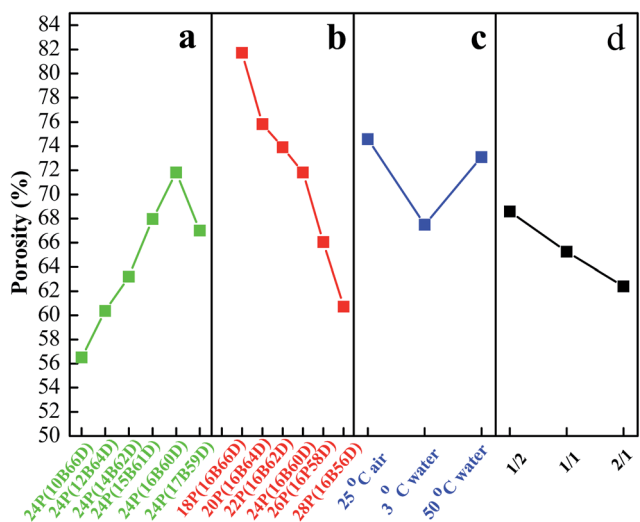 a
b
c
d
Porosity (%)
84
82
80
78
76
74
72
70
68
66
64
62
60
58
56
54
52
50
24P(10B66D)
24P(12B64D)
24P(14B62D)
24P(15B61D)
24P(16B60D)
24P(17B59D)
18P(16B66D)
20P(16B64D)
22P(16B62D)
24P(16B60D)
26P(16P58D)
28P(16B56D)
25 °C air
3 °C water
50 °C water
1/2
1/1
2/1